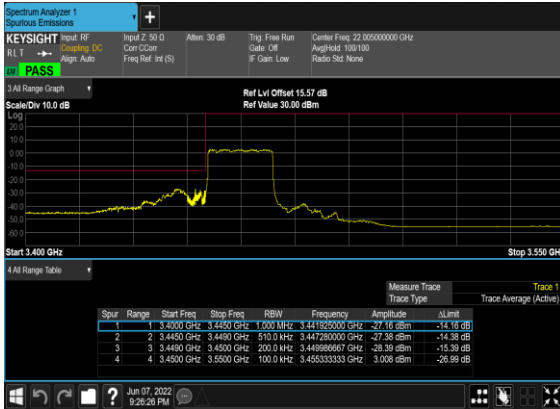 Spectrum Analyzer 1
Spurious Emissions
+
KEYSIGHT Input: RF Input Z: 50 Ω Atten: 30 dB Trig: Free Run Center Freq: 22.005000000 GHz
RLT Coupling: DC Corr CCorr Gate: Off Avg|Hold: 100/100
Align: Auto Freq Ref: Int (S) IF Gain: Low Radio Std: None
PASS
3 All Range Graph
Ref Lvl Offset 15.57 dB
Scale/Div 10.0 dB Ref Value 30.00 dBm
Log
20.0
10.0
0.00
-10.0
-20.0
-30.0
-40.0
-50.0
-60.0
Start 3.400 GHz Stop 3.550 GH
4 All Range Table
Measure Trace Trace 1
Trace Type Trace Average (Active)
Spur Range Start Freq Stop Freq RBW Frequency Amplitude ΔLimit
1 1 3.4000 GHz 3.4450 GHz 1.000 MHz 3.441925000 GHz -27.16 dBm -14.16 dB
2 2 3.4450 GHz 3.4490 GHz 510.0 kHz 3.447280000 GHz -27.38 dBm -14.38 dB
3 3 3.4490 GHz 3.4500 GHz 200.0 kHz 3.449986667 GHz -28.39 dBm -15.39 dB
4 4 3.4500 GHz 3.5500 GHz 100.0 kHz 3.455333333 GHz 3.008 dBm -26.99 dB
? Jun 07, 2022
9:26:26 PM